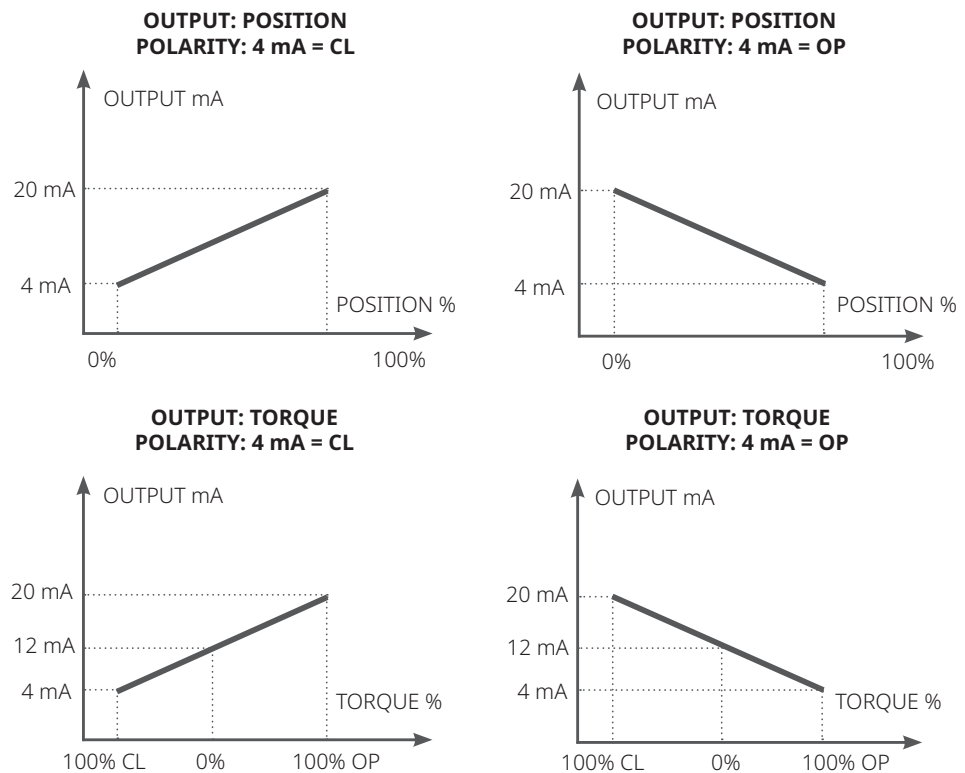 OUTPUT: POSITION
POLARITY: 4 mA = CL
OUTPUT mA
20 mA
4 mA
POSITION %
0%
100%
OUTPUT: POSITION
POLARITY: 4 mA = OP
OUTPUT mA
20 mA
4 mA
POSITION %
0%
100%
OUTPUT: TORQUE
POLARITY: 4 mA = CL
OUTPUT mA
20 mA
12 mA
4 mA
TORQUE %
100% CL
0%
100% OP
OUTPUT: TORQUE
POLARITY: 4 mA = OP
OUTPUT mA
20 mA
12 mA
4 mA
TORQUE %
100% CL
0%
100% OP